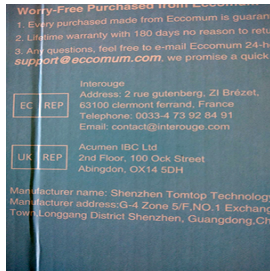 Worry-Free Purchased from Eccomum
1. Every purchased made from Eccomum is guaran
2. Lifetime warranty with 180 days no reason to retu
3. Any questions, feel free to e-mail Eccomum 24-h
support@eccomum.com, we promise a quick
EC REP
Interouge
Address: 2 rue gutenberg, ZI Brézet,
63100 clermont ferrand, France
Telephone: 0033-4 73 92 84 91
Email: contact@interouge.com
UK REP
Acumen IBC Ltd
2nd Floor, 100 Ock Street
Abingdon, OX14 5DH
Manufacturer name: Shenzhen Tomtop Technology
Manufacturer address:G-4 Zone 5/F,NO.1 Exchang
Town,Longgang District Shenzhen, Guangdong,Ch